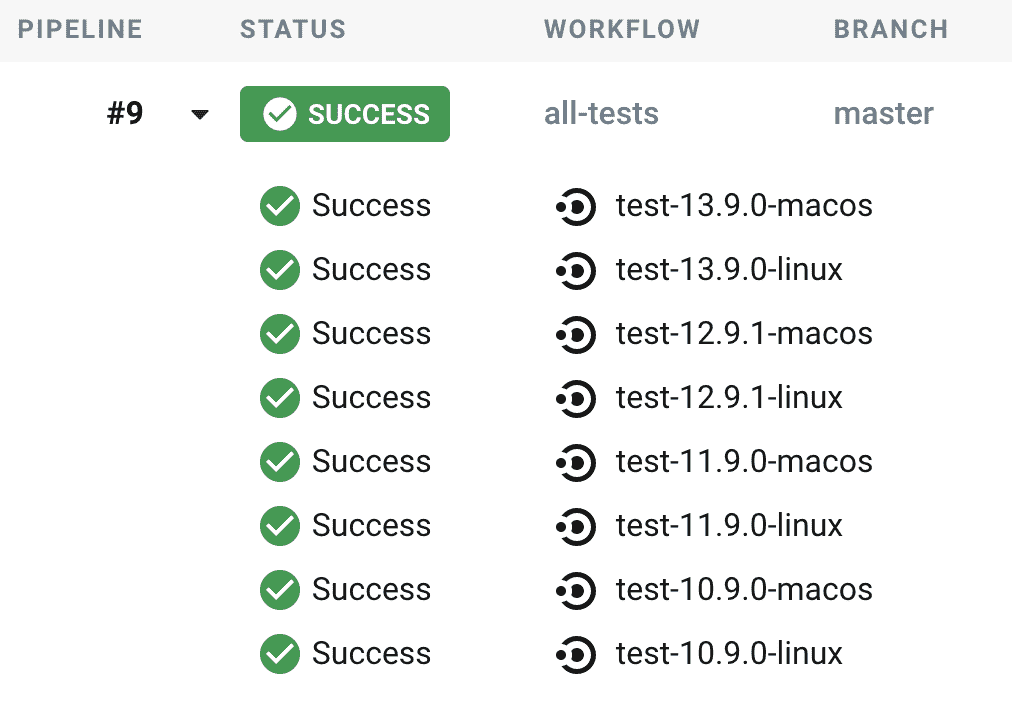 PIPELINE STATUS WORKFLOW BRANCH
#9 SUCCESS all-tests master
Success test-13.9.0-macos
Success test-13.9.0-linux
Success test-12.9.1-macos
Success test-12.9.1-linux
Success test-11.9.0-macos
Success test-11.9.0-linux
Success test-10.9.0-macos
Success test-10.9.0-linux